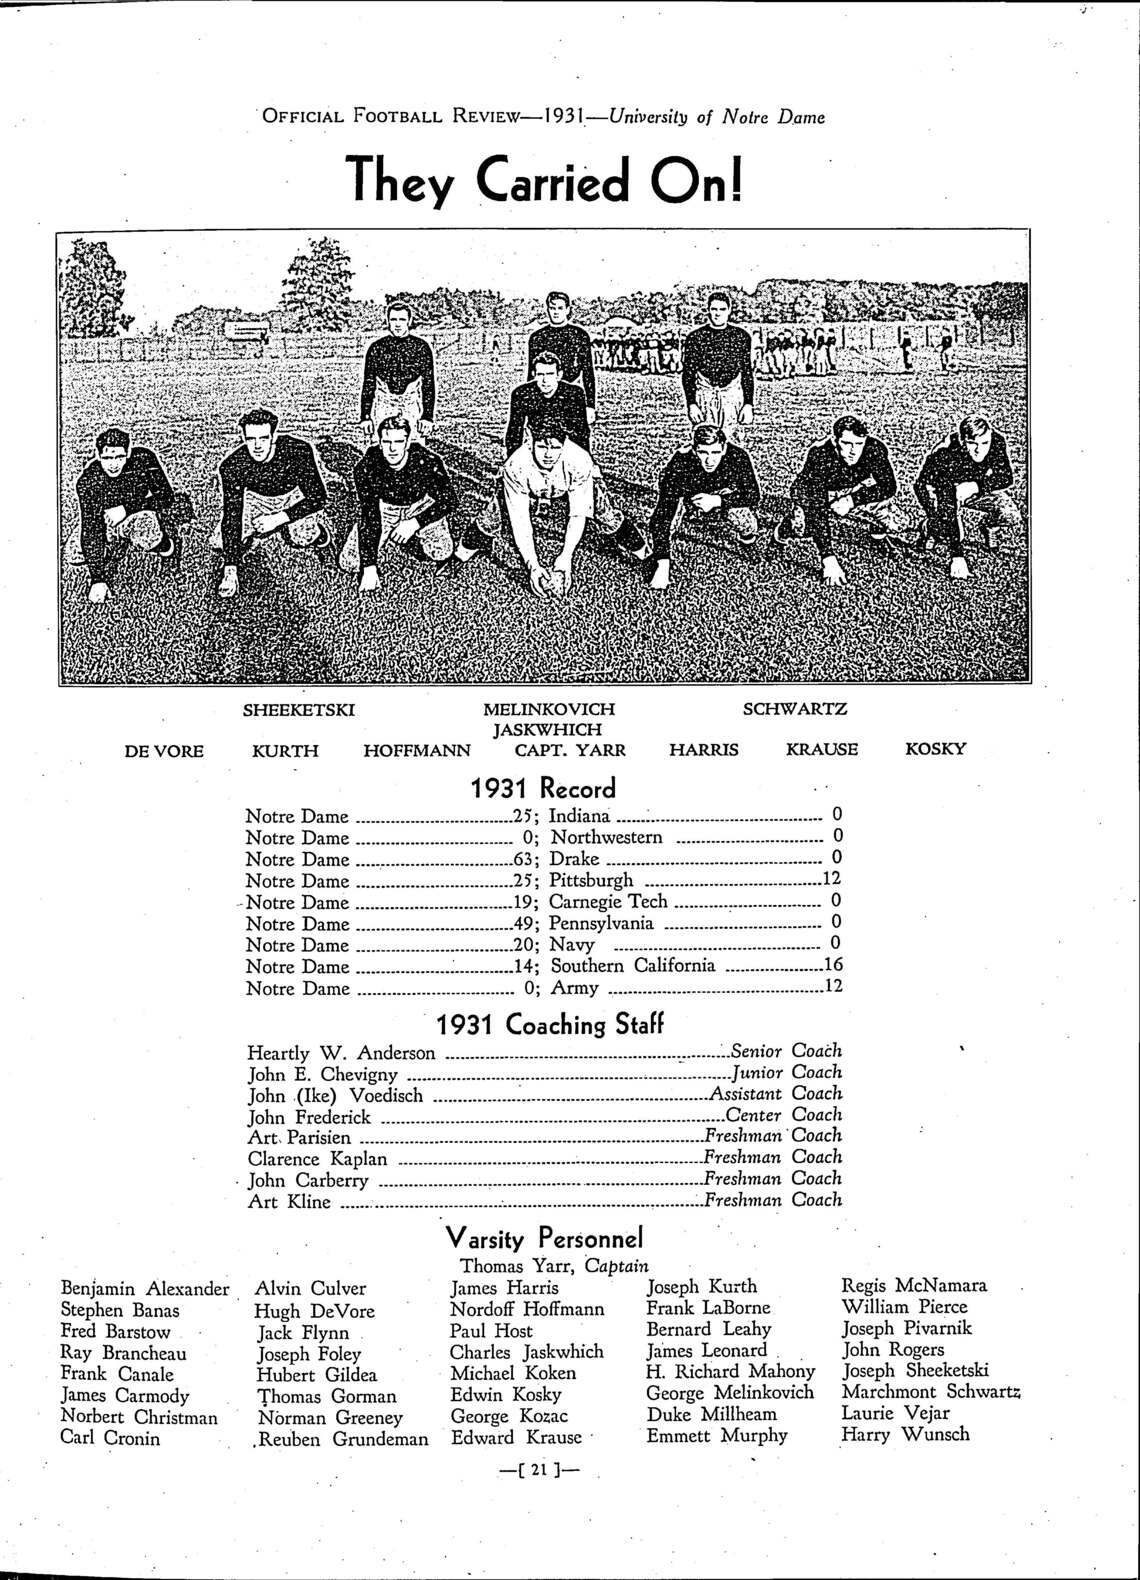 OFFICIAL FOOTBALL REVIEW—1931—University of Notre Dame
They Carried On!
SHEEKETSKI MELINKOVICH SCHWARTZ
JASKWHICH
DE VORE KURTH HOFFMANN CAPT. YARR HARRIS KRAUSE KOSKY
1931 Record
Notre Dame ................................25; Indiana ................................ 0
Notre Dame ................................ 0; Northwestern ................................ 0
Notre Dame ................................63; Drake ................................ 0
Notre Dame ................................25; Pittsburgh ................................12
Notre Dame ................................19; Carnegie Tech ................................ 0
Notre Dame ................................49; Pennsylvania ................................ 0
Notre Dame ................................20; Navy ................................ 0
Notre Dame ................................14; Southern California ....................16
Notre Dame ................................ 0; Army ................................12
1931 Coaching Staff
Heartly W. Anderson ................................Senior Coach
John E. Chevigny ................................Junior Coach
John (Ike) Voedisch ................................Assistant Coach
John Frederick ................................Center Coach
Art Parisien ................................Freshman Coach
Clarence Kaplan ................................Freshman Coach
John Carberry ................................Freshman Coach
Art Kline ................................Freshman Coach
Varsity Personnel
Thomas Yarr, Captain
Benjamin Alexander Alvin Culver James Harris Joseph Kurth Regis McNamara
Stephen Banas Hugh DeVore Nordoff Hoffmann Frank LaBorne William Pierce
Fred Barstow Jack Flynn Paul Host Bernard Leahy Joseph Pivarnik
Ray Brancheau Joseph Foley Charles Jaskwhich James Leonard John Rogers
Frank Canale Hubert Gildea Michael Koken H. Richard Mahony Joseph Sheeketski
James Carmody Thomas Gorman Edwin Kosky George Melinkovich Marchmont Schwartz
Norbert Christman Norman Greeney George Kozac Duke Millheam Laurie Vejar
Carl Cronin Reuben Grundeman Edward Krause Emmett Murphy Harry Wunsch
—[ 21 ]—